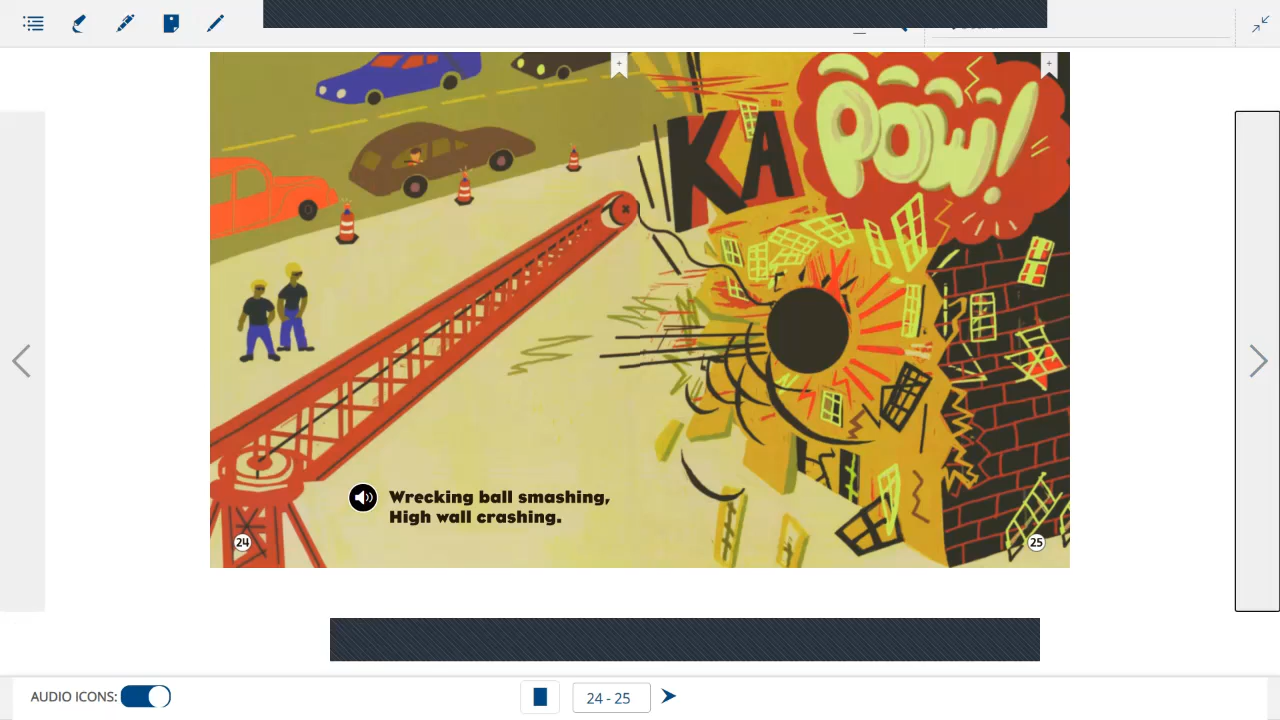 KA
POW!
Wrecking ball smashing,
High wall crashing.
24
25
AUDIO ICONS:
24 - 25